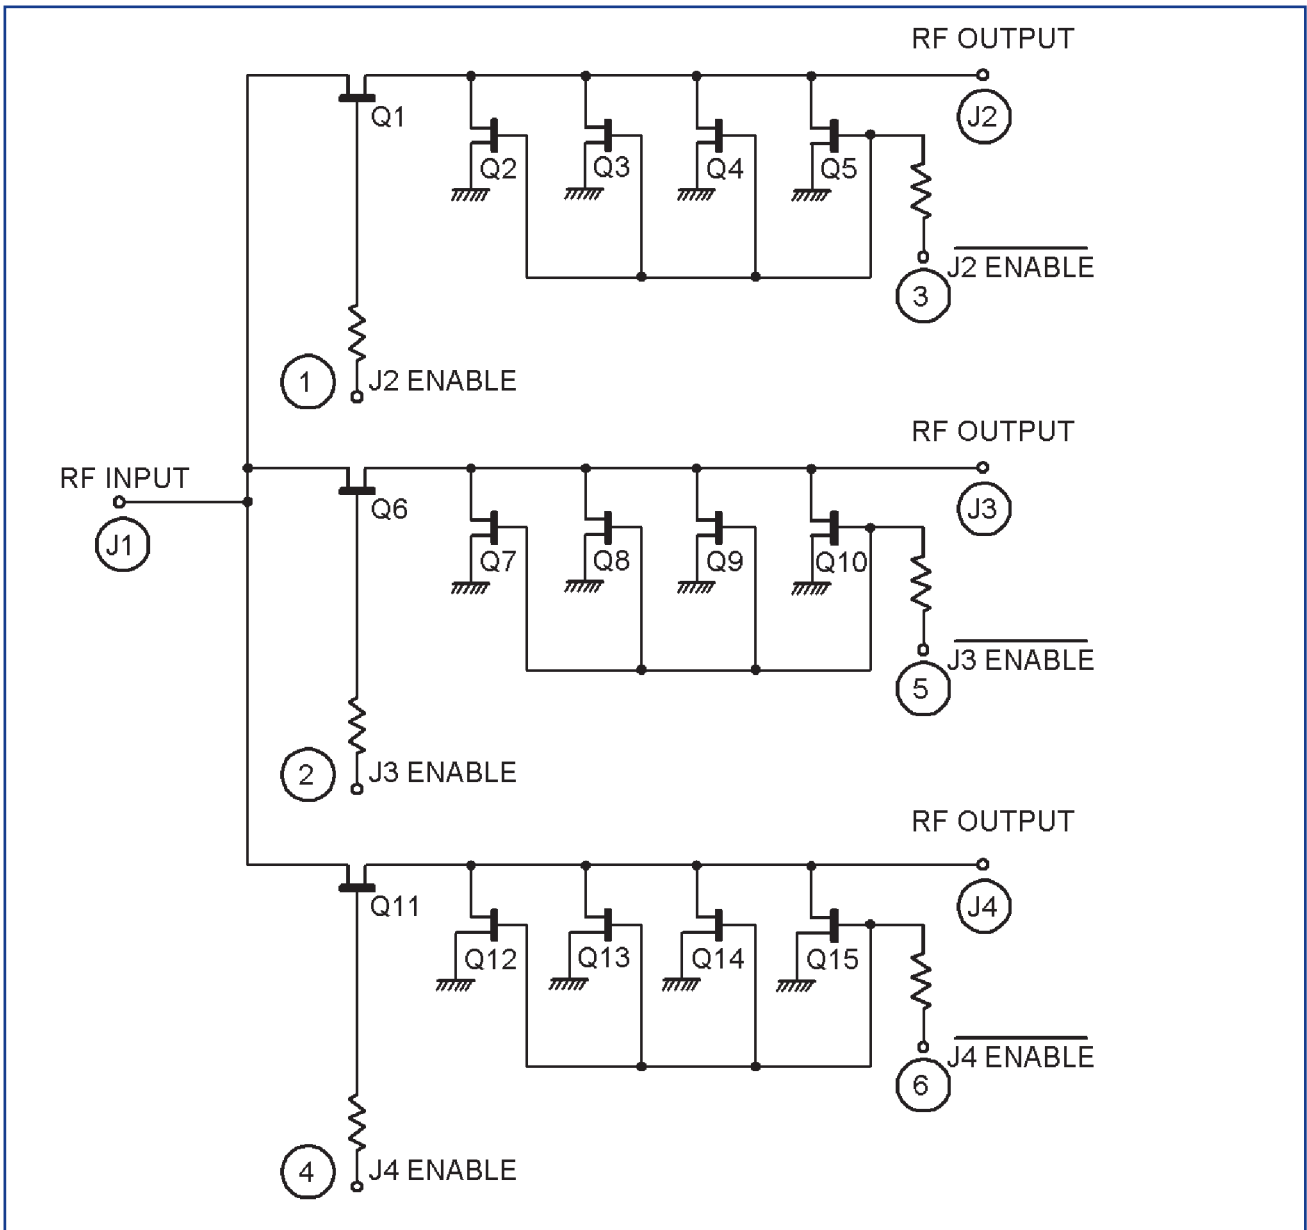 RF OUTPUT
J2
Q1
Q2
Q3
Q4
Q5
J2 ENABLE
3
1
J2 ENABLE
RF OUTPUT
RF INPUT
J1
J3
Q6
Q7
Q8
Q9
Q10
J3 ENABLE
5
2
J3 ENABLE
RF OUTPUT
J4
Q11
Q12
Q13
Q14
Q15
J4 ENABLE
6
4
J4 ENABLE